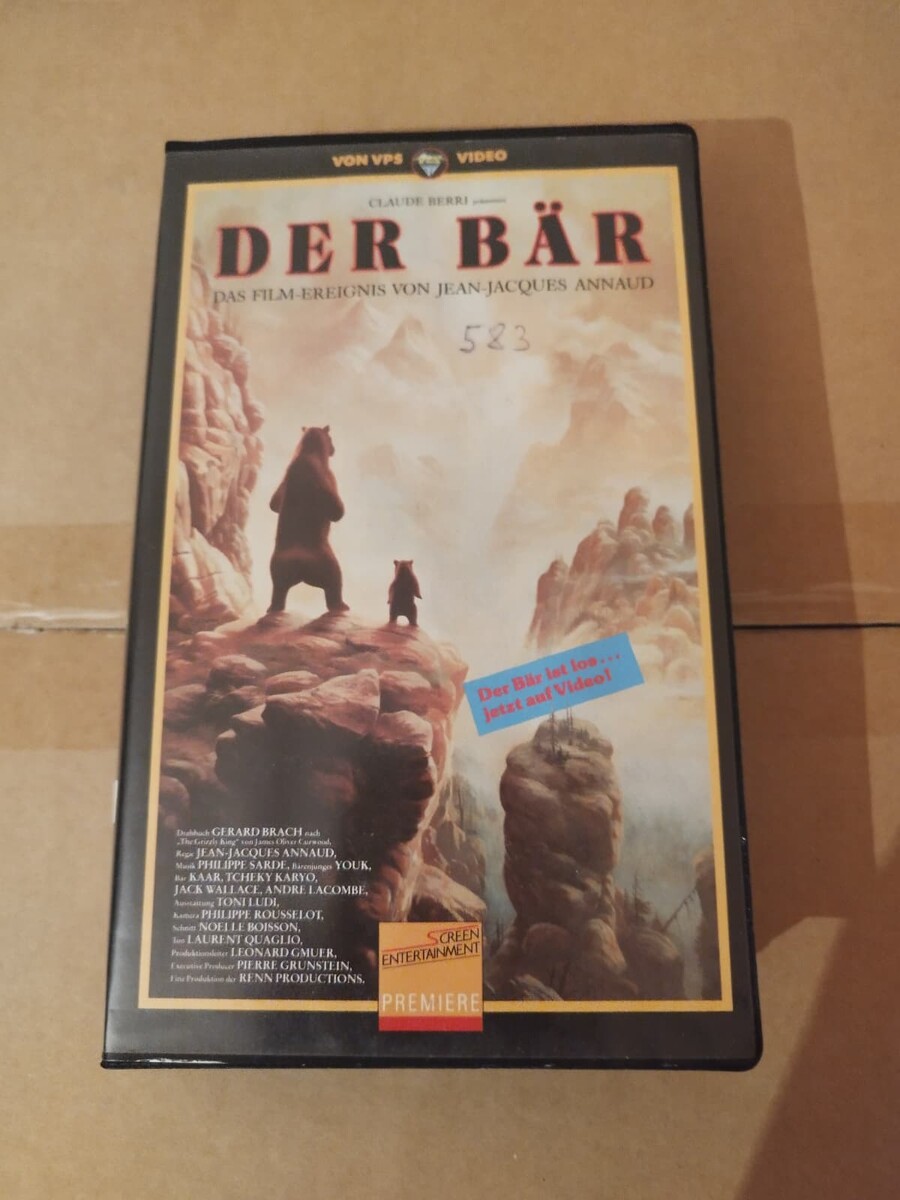 VON VPS VPS VIDEO
CLAUDE BERRI präsentiert
DER BÄR
DAS FILM-EREIGNIS VON JEAN-JACQUES ANNAUD
583
Der Bär ist los...
jetzt auf Video!
Drehbuch GERARD BRACH nach
„The Grizzly King" von James Oliver Curwood,
Regie JEAN-JACQUES ANNAUD,
Musik PHILIPPE SARDE, Bärenjunges YOUK,
Bär KAAR, TCHEKY KARYO,
JACK WALLACE, ANDRE LACOMBE,
Ausstattung TONI LUDI,
Kamera PHILIPPE ROUSSELOT,
Schnitt NOELLE BOISSON,
Ton LAURENT QUAGLIO,
Produktionsleiter LEONARD GMUER,
Executive Producer PIERRE GRUNSTEIN,
Eine Produktion der RENN PRODUCTIONS.
SCREEN
ENTERTAINMENT
PREMIERE